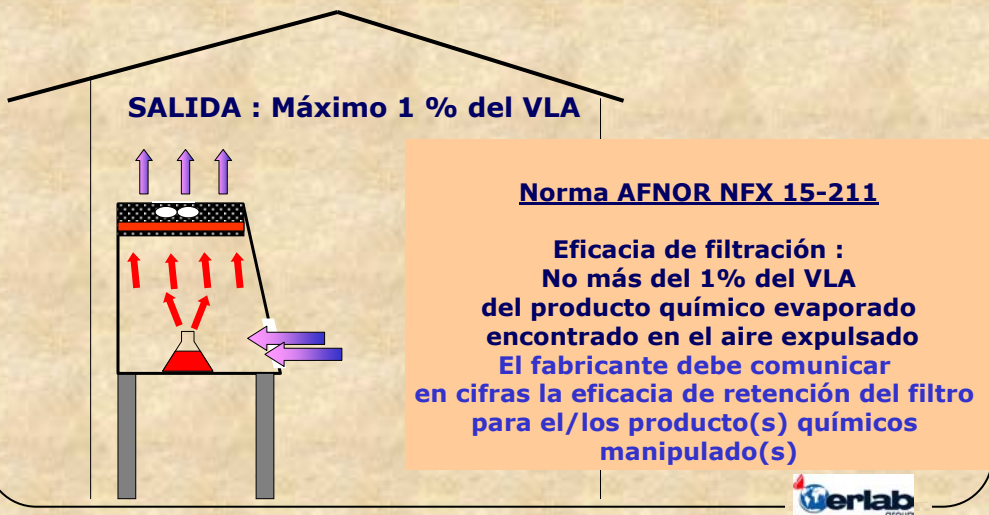 SALIDA : Máximo 1 % del VLA
Norma AFNOR NFX 15-211
Eficacia de filtración :
No más del 1% del VLA
del producto químico evaporado
encontrado en el aire expulsado
El fabricante debe comunicar
en cifras la eficacia de retención del filtro
para el/los producto(s) químicos
manipulado(s)
erlab
group